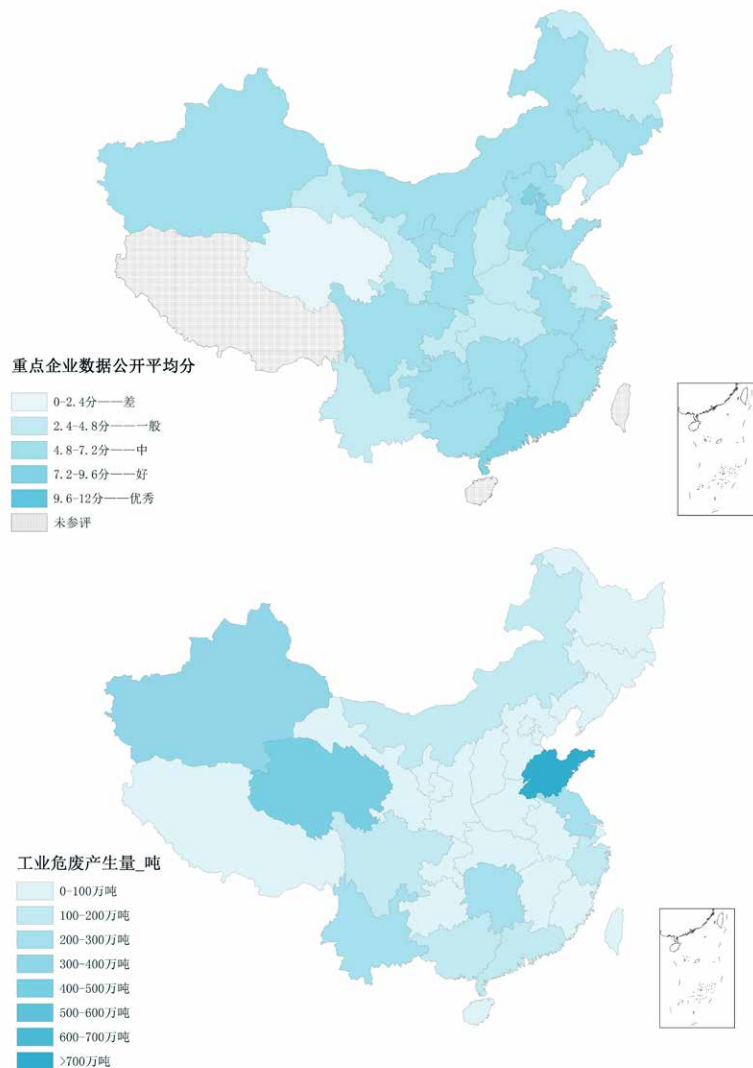 重点企业数据公开平均分
0-2.4分——差
2.4-4.8分——一般
4.8-7.2分——中
7.2-9.6分——好
9.6-12分——优秀
未参评
工业危废产生量_吨
0-100万吨
100-200万吨
200-300万吨
300-400万吨
400-500万吨
500-600万吨
600-700万吨
>700万吨